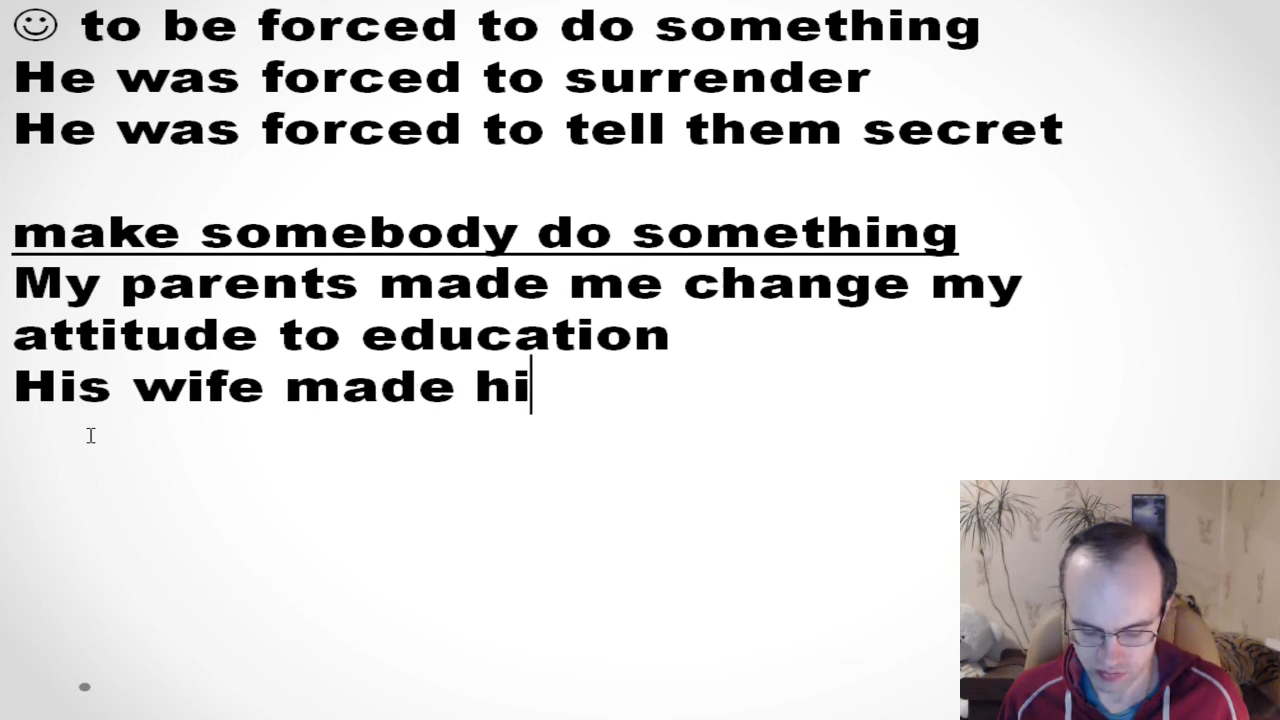 ☺ to be forced to do something
He was forced to surrender
He was forced to tell them secret
make somebody do something
My parents made me change my
attitude to education
His wife made hi